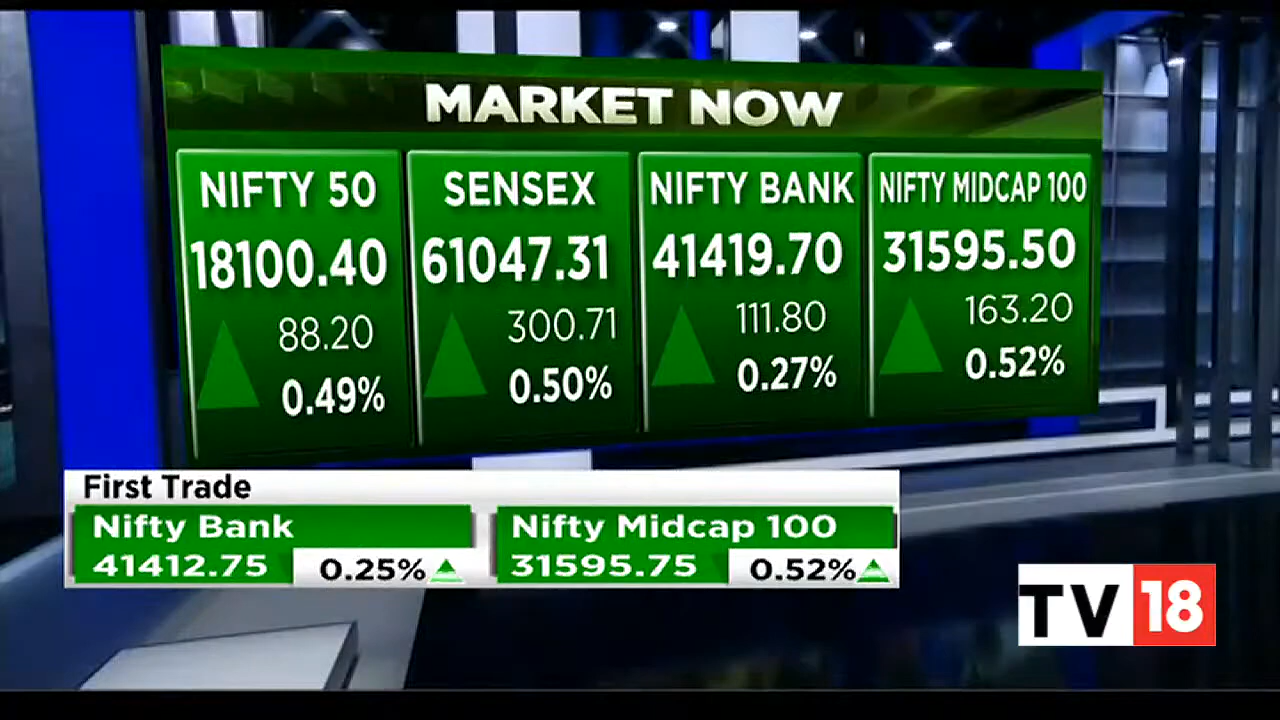 MARKET NOW
NIFTY 50
18100.40
88.20
0.49%
SENSEX
61047.31
300.71
0.50%
NIFTY BANK
41419.70
111.80
0.27%
NIFTY MIDCAP 100
31595.50
163.20
0.52%
First Trade
Nifty Bank
41412.75 0.25%
Nifty Midcap 100
31595.75 0.52%
TV18